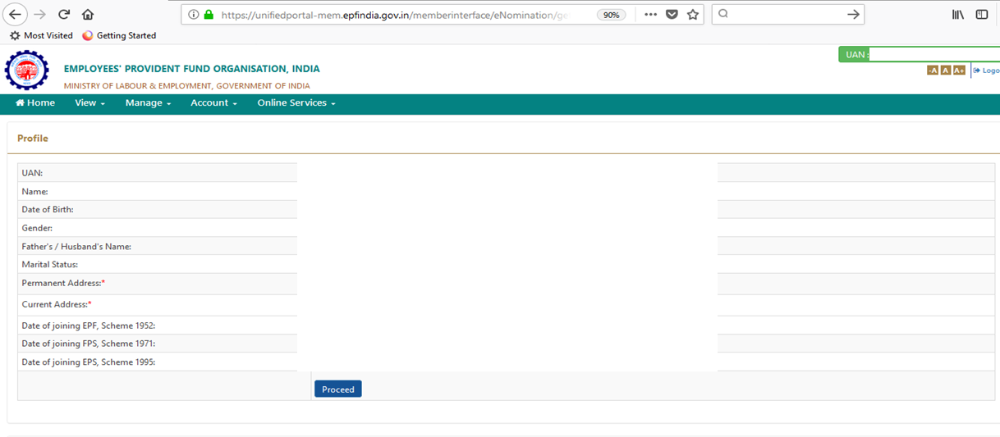 https://unifiedportal-mem.epfindia.gov.in/memberinterface/eNomination/ge
90%
Most Visited
Getting Started
UAN :
EMPLOYEES' PROVIDENT FUND ORGANISATION, INDIA
MINISTRY OF LABOUR & EMPLOYMENT, GOVERNMENT OF INDIA
-A A A+ Logo
Home View Manage Account Online Services
Profile
UAN:
Name:
Date of Birth:
Gender:
Father's / Husband's Name:
Marital Status:
Permanent Address:*
Current Address:*
Date of joining EPF, Scheme 1952:
Date of joining FPS, Scheme 1971:
Date of joining EPS, Scheme 1995:
Proceed